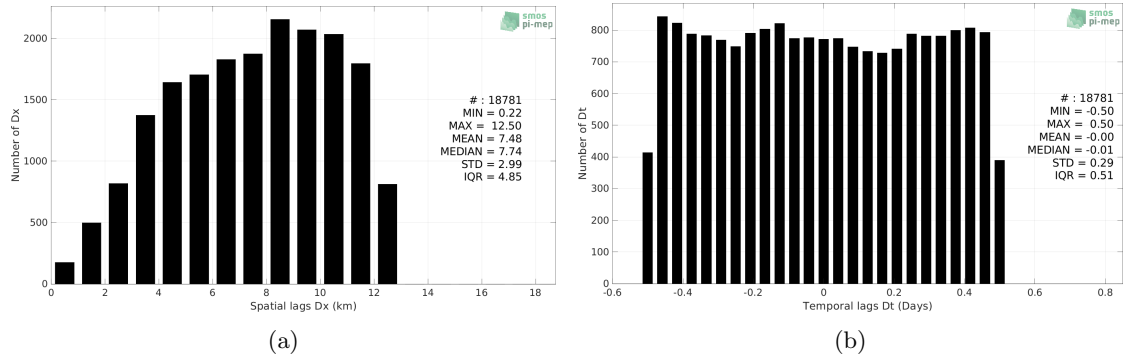 2000
1500
1000
500
0
0 2 4 6 8 10 12 14 16 18
Number of Dx
Spatial lags Dx (km)
smos
pi-mep
# : 18781
MIN = 0.22
MAX = 12.50
MEAN = 7.48
MEDIAN = 7.74
STD = 2.99
IQR = 4.85
(a)
800
700
600
500
400
300
200
100
0
-0.6 -0.4 -0.2 0 0.2 0.4 0.6 0.8
Number of Dt
Temporal lags Dt (Days)
smos
pi-mep
# : 18781
MIN = -0.50
MAX = 0.50
MEAN = -0.00
MEDIAN = -0.01
STD = 0.29
IQR = 0.51
(b)